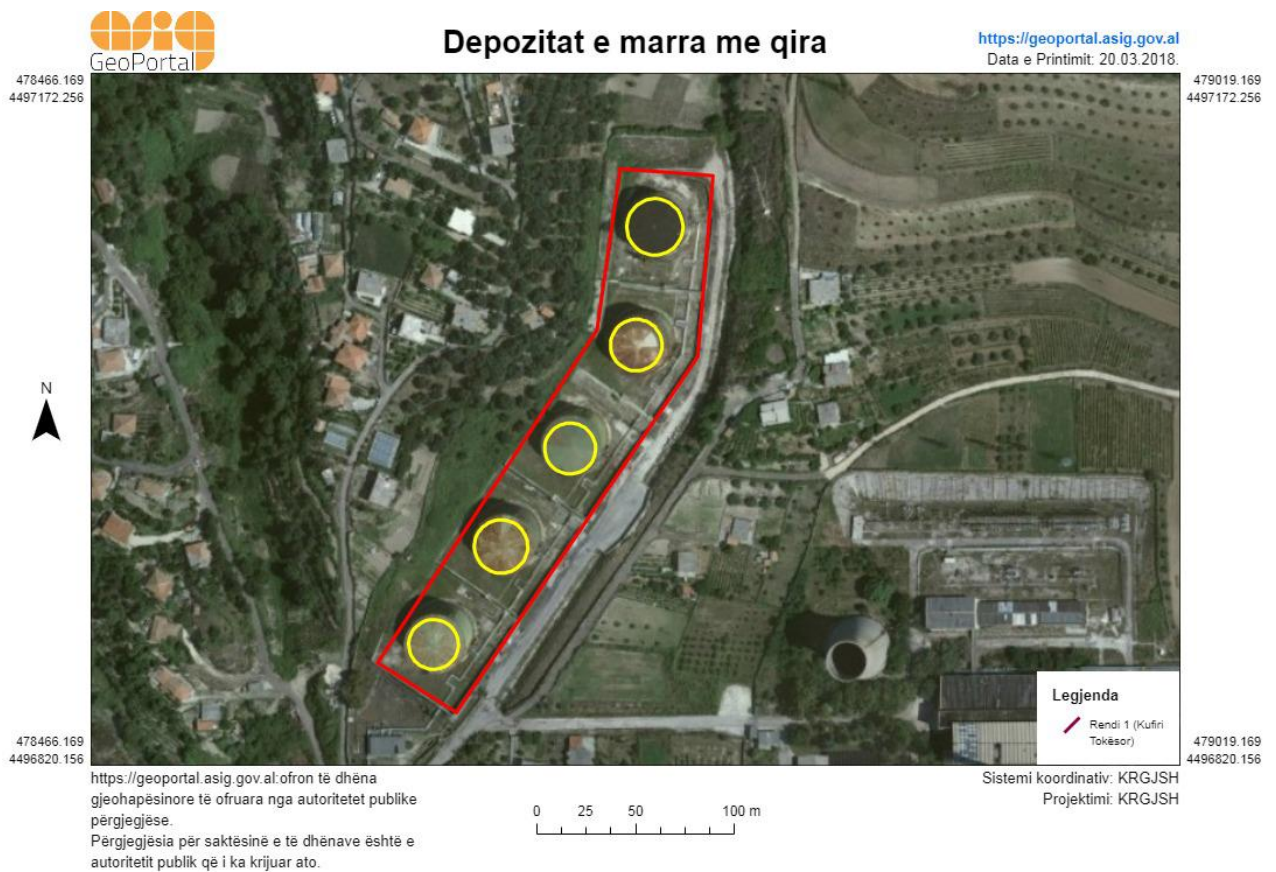 asig
GeoPortal
Depozitat e marra me qira
https://geoportal.asig.gov.al
Data e Printimit: 20.03.2018.
478466.169
4497172.256
479019.169
4497172.256
N
Legjenda
Rendi 1 (Kufiri
Tokësor)
478466.169
4496820.156
479019.169
4496820.156
https://geoportal.asig.gov.al:ofron të dhëna
gjeohapësinore të ofruara nga autoritetet publike
përgjegjëse.
Përgjegjësia për saktësinë e të dhënave është e
autoritetit publik që i ka krijuar ato.
0 25 50 100 m
Sistemi koordinativ: KRGJSH
Projektimi: KRGJSH